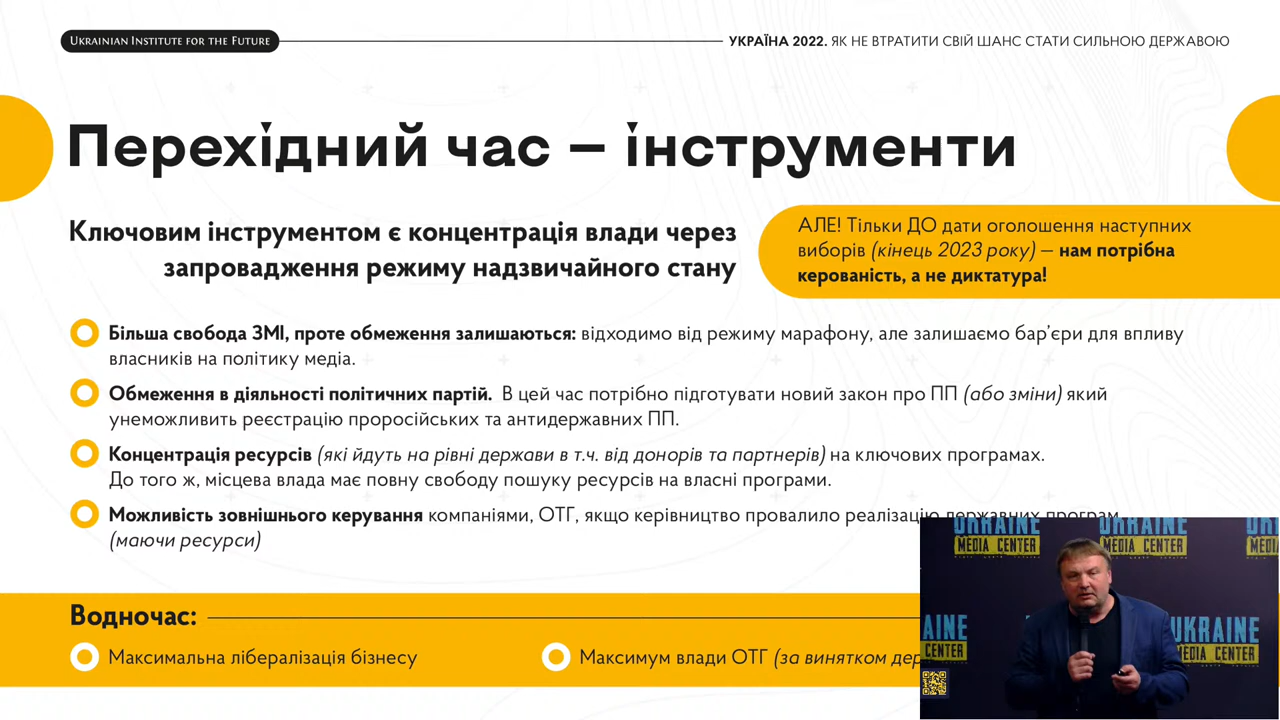 UKRAINIAN INSTITUTE FOR THE FUTURE
УКРАЇНА 2022. ЯК НЕ ВТРАТИТИ СВІЙ ШАНС СТАТИ СИЛЬНОЮ ДЕРЖАВОЮ
Перехідний час – інструменти
Ключовим інструментом є концентрація влади через
запровадження режиму надзвичайного стану
АЛЕ! Тільки ДО дати оголошення наступних
виборів (кінець 2023 року) – нам потрібна
керованість, а не диктатура!
Більша свобода ЗМІ, проте обмеження залишаються: відходимо від режиму марафону, але залишаємо бар’єри для впливу
власників на політику медіа.
Обмеження в діяльності політичних партій. В цей час потрібно підготувати новий закон про ПП (або зміни) який
унеможливить реєстрацію проросійських та антидержавних ПП.
Концентрація ресурсів (які йдуть на рівні держави в т.ч. від донорів та партнерів) на ключових програмах.
До того ж, місцева влада має повну свободу пошуку ресурсів на власні програми.
Можливість зовнішнього керування компаніями, ОТГ, якщо керівництво провалило реалізацію державних програм
(маючи ресурси)
Водночас:
Максимальна лібералізація бізнесу
Максимум влади ОТГ (за винятком
UKRAINE
MEDIA CENTER
UKRAINE
MEDIA CENTER
UKRAINE
MEDIA CENTER